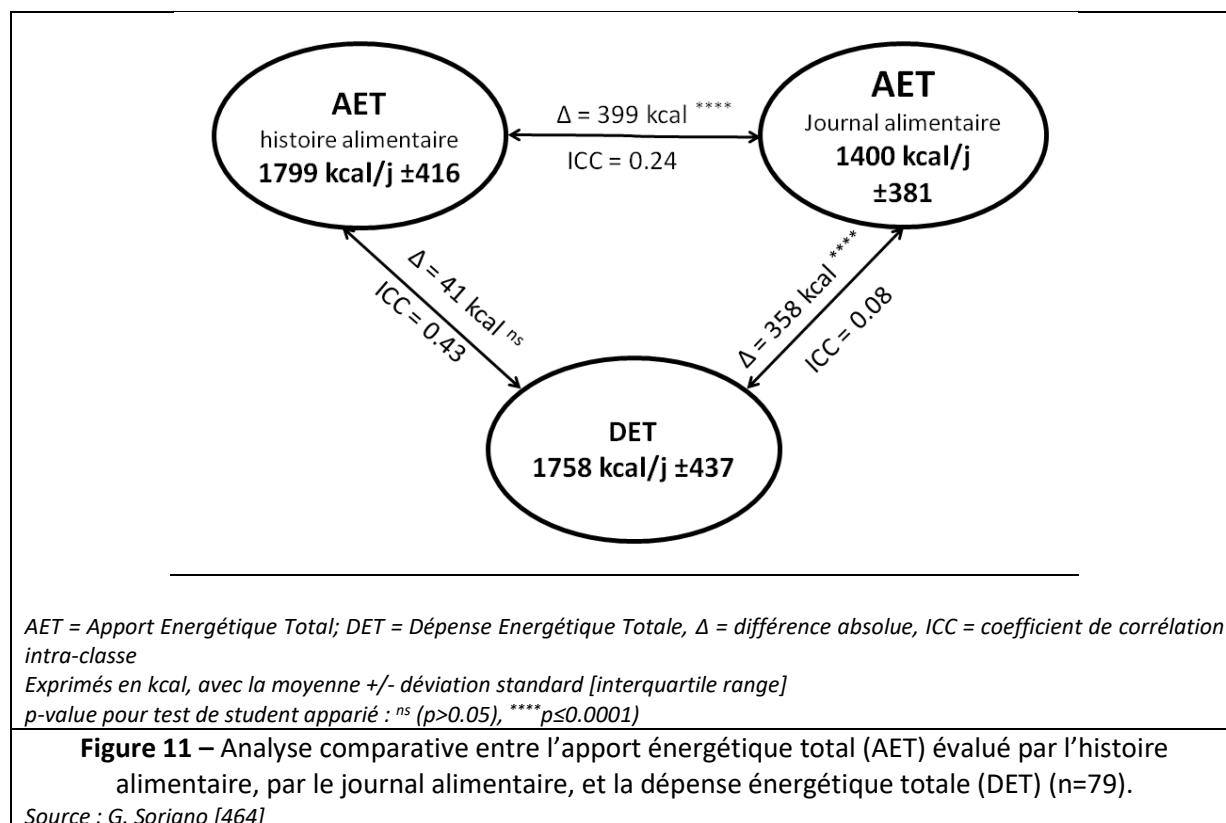 AET
histoire alimentaire
1799 kcal/j ±416
Δ = 399 kcal ****
ICC = 0.24
AET
Journal alimentaire
1400 kcal/j
±381
Δ = 41 kcal ns
ICC = 0.43
Δ = 358 kcal ****
ICC = 0.08
DET
1758 kcal/j ±437
AET = Apport Energétique Total; DET = Dépense Energétique Totale, Δ = différence absolue, ICC = coefficient de corrélation
intra-classe
Exprimés en kcal, avec la moyenne +/- déviation standard [interquartile range]
p-value pour test de student apparié : ns (p>0.05), ****p≤0.0001)
Figure 11 – Analyse comparative entre l’apport énergétique total (AET) évalué par l’histoire
alimentaire, par le journal alimentaire, et la dépense énergétique totale (DET) (n=79).
Source : G. Soriano [464]